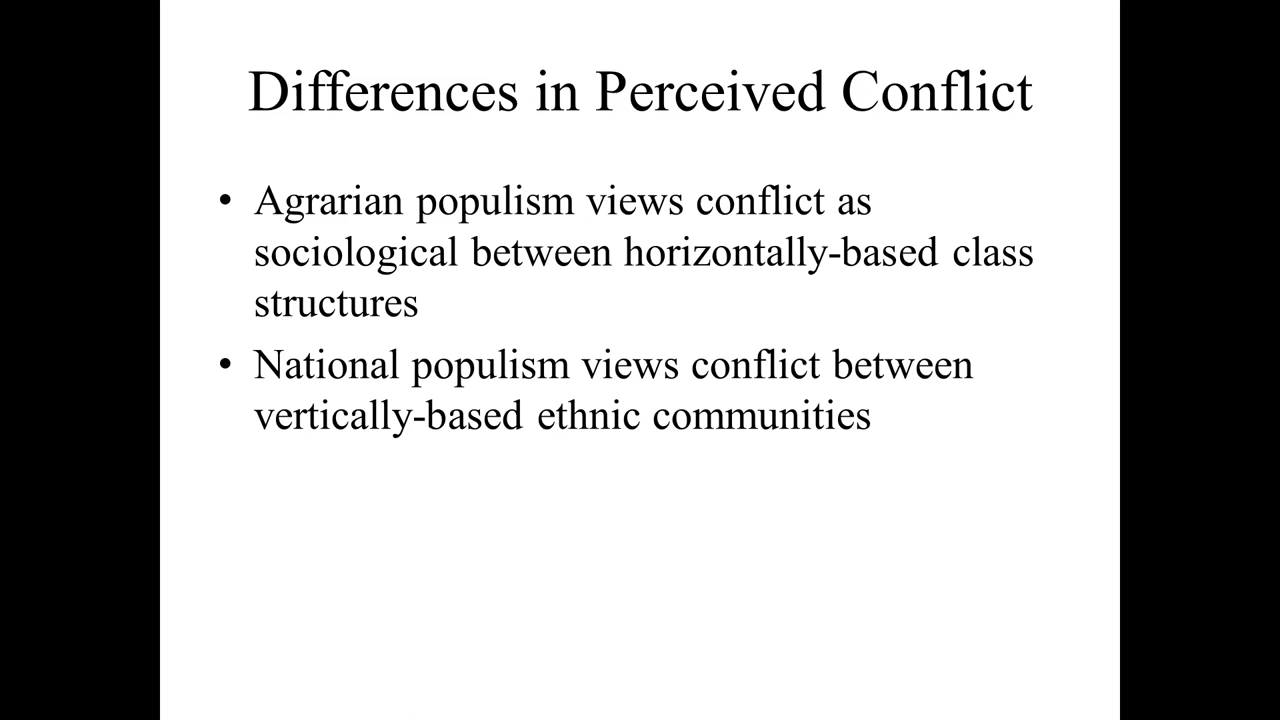 Differences in Perceived Conflict
• Agrarian populism views conflict as
sociological between horizontally-based class
structures
• National populism views conflict between
vertically-based ethnic communities